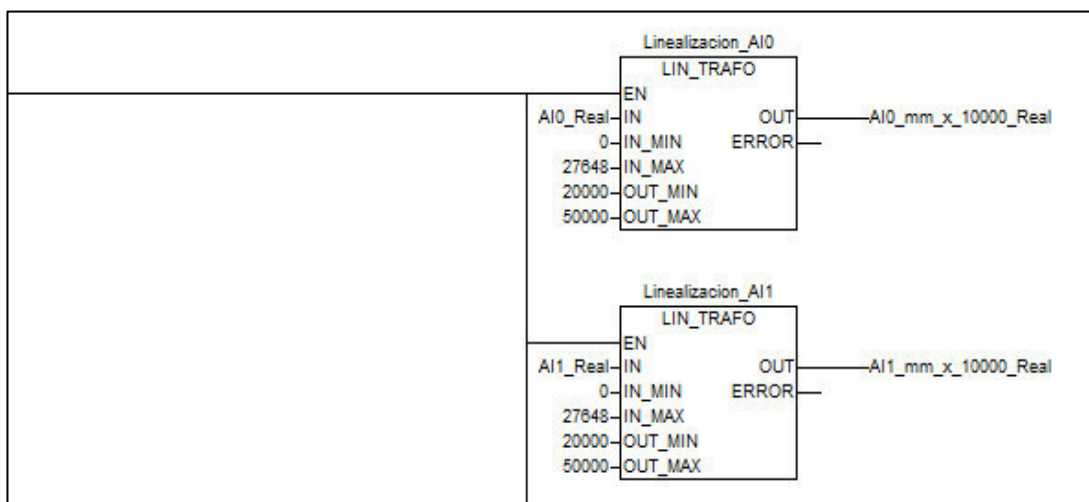 Linealizacion_AI0
LIN_TRAFO
EN
AI0_Real IN OUT AI0_mm_x_10000_Real
0 IN_MIN ERROR
27648 IN_MAX
20000 OUT_MIN
50000 OUT_MAX
Linealizacion_AI1
LIN_TRAFO
EN
AI1_Real IN OUT AI1_mm_x_10000_Real
0 IN_MIN ERROR
27648 IN_MAX
20000 OUT_MIN
50000 OUT_MAX